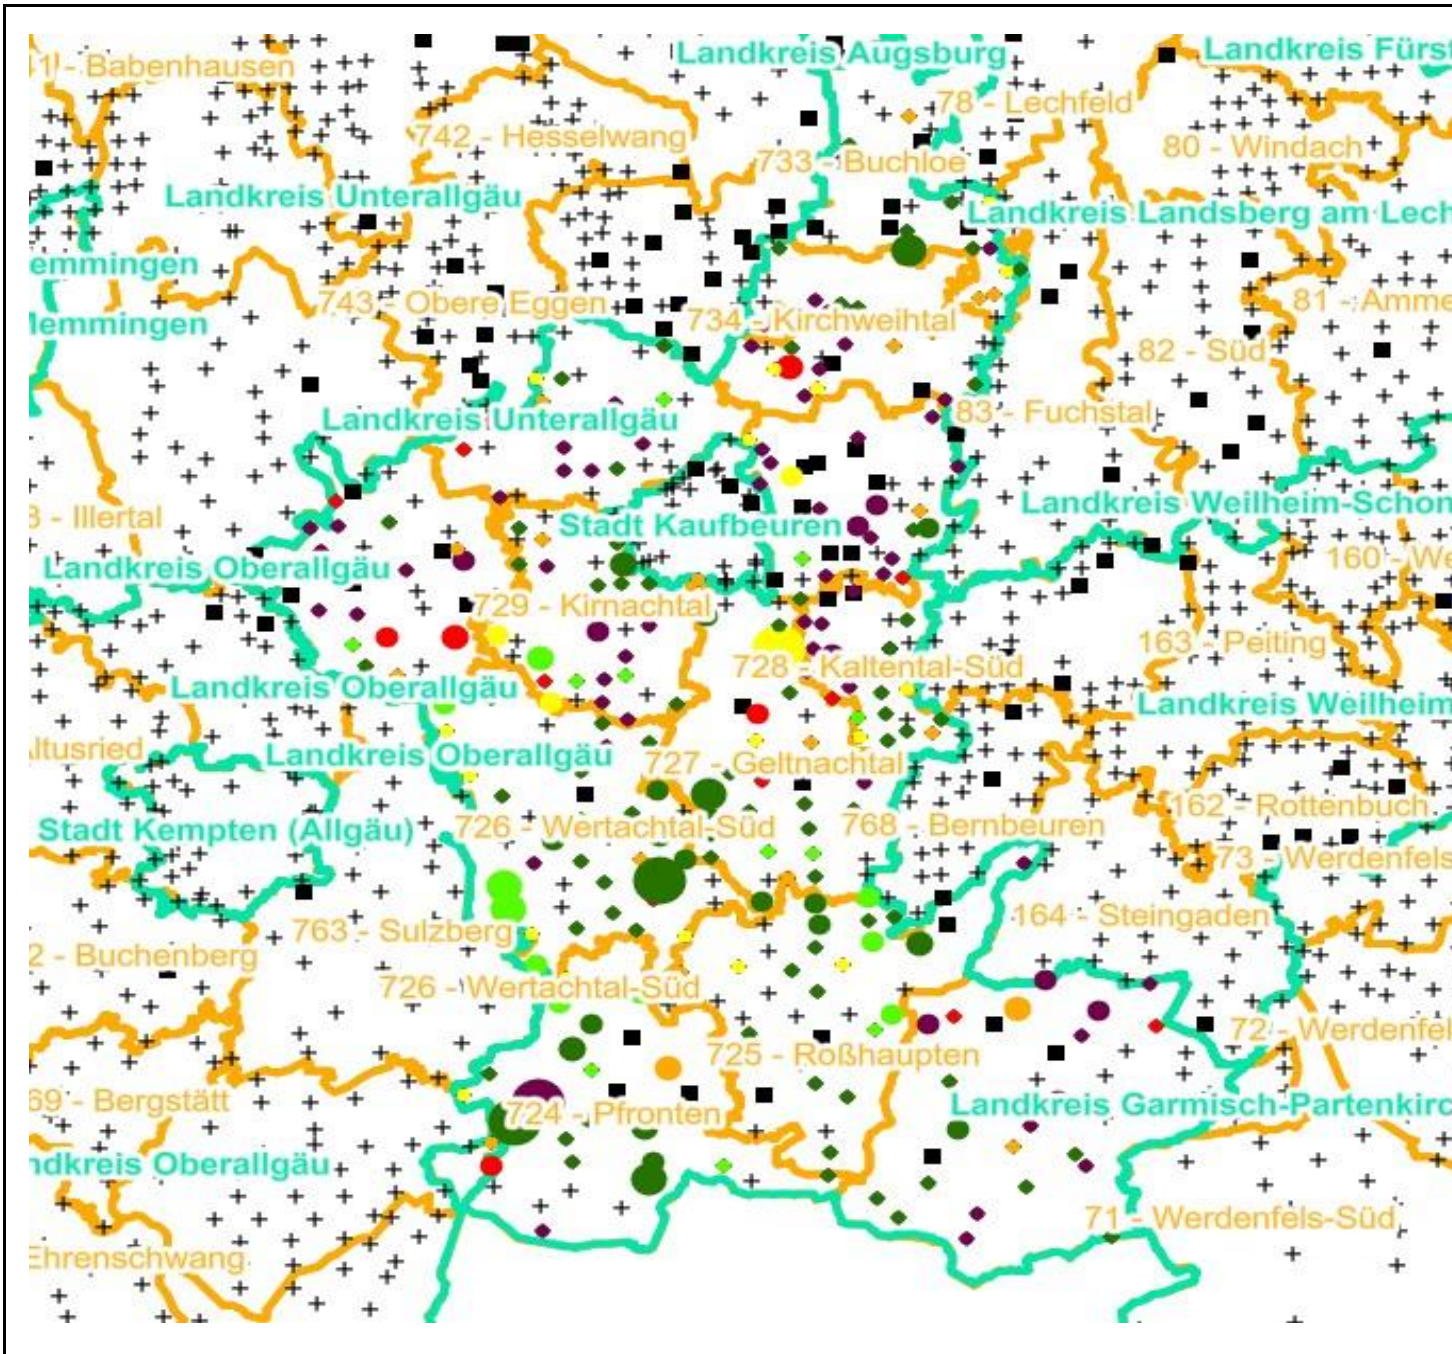 Landkreis Augsburg
Landkreis Fürs
41 - Babenhausen
78 - Lechfeld
742 - Hesselwang
733 - Buchloe
80 - Windach
Landkreis Unterallgäu
Landkreis Landsberg am Lech
emmingen
743 - Obere Eggen
81 - Amme
Memmingen
734 - Kirchweihtal
82 - Süd
83 - Fuchstal
Landkreis Unterallgäu
Landkreis Weilheim-Schon
8 - Illertal
Stadt Kaufbeuren
160 - We
Landkreis Oberallgäu
729 - Kirnachtal
163 - Peiting
728 - Kaltental-Süd
Landkreis Oberallgäu
Landkreis Weilheim
Altusried
Landkreis Oberallgäu
727 - Geltnachtal
162 - Rottenbuch
Stadt Kempten (Allgäu)
726 - Wertachtal-Süd
768 - Bernbeuren
73 - Werdenfels
164 - Steingaden
763 - Sulzberg
2 - Buchenberg
726 - Wertachtal-Süd
72 - Werdenfel
725 - Roßhaupten
69 - Bergstätt
724 - Pfronten
Landkreis Garmisch-Partenkirc
ndkreis Oberallgäu
71 - Werdenfels-Süd
Ehrenschwang